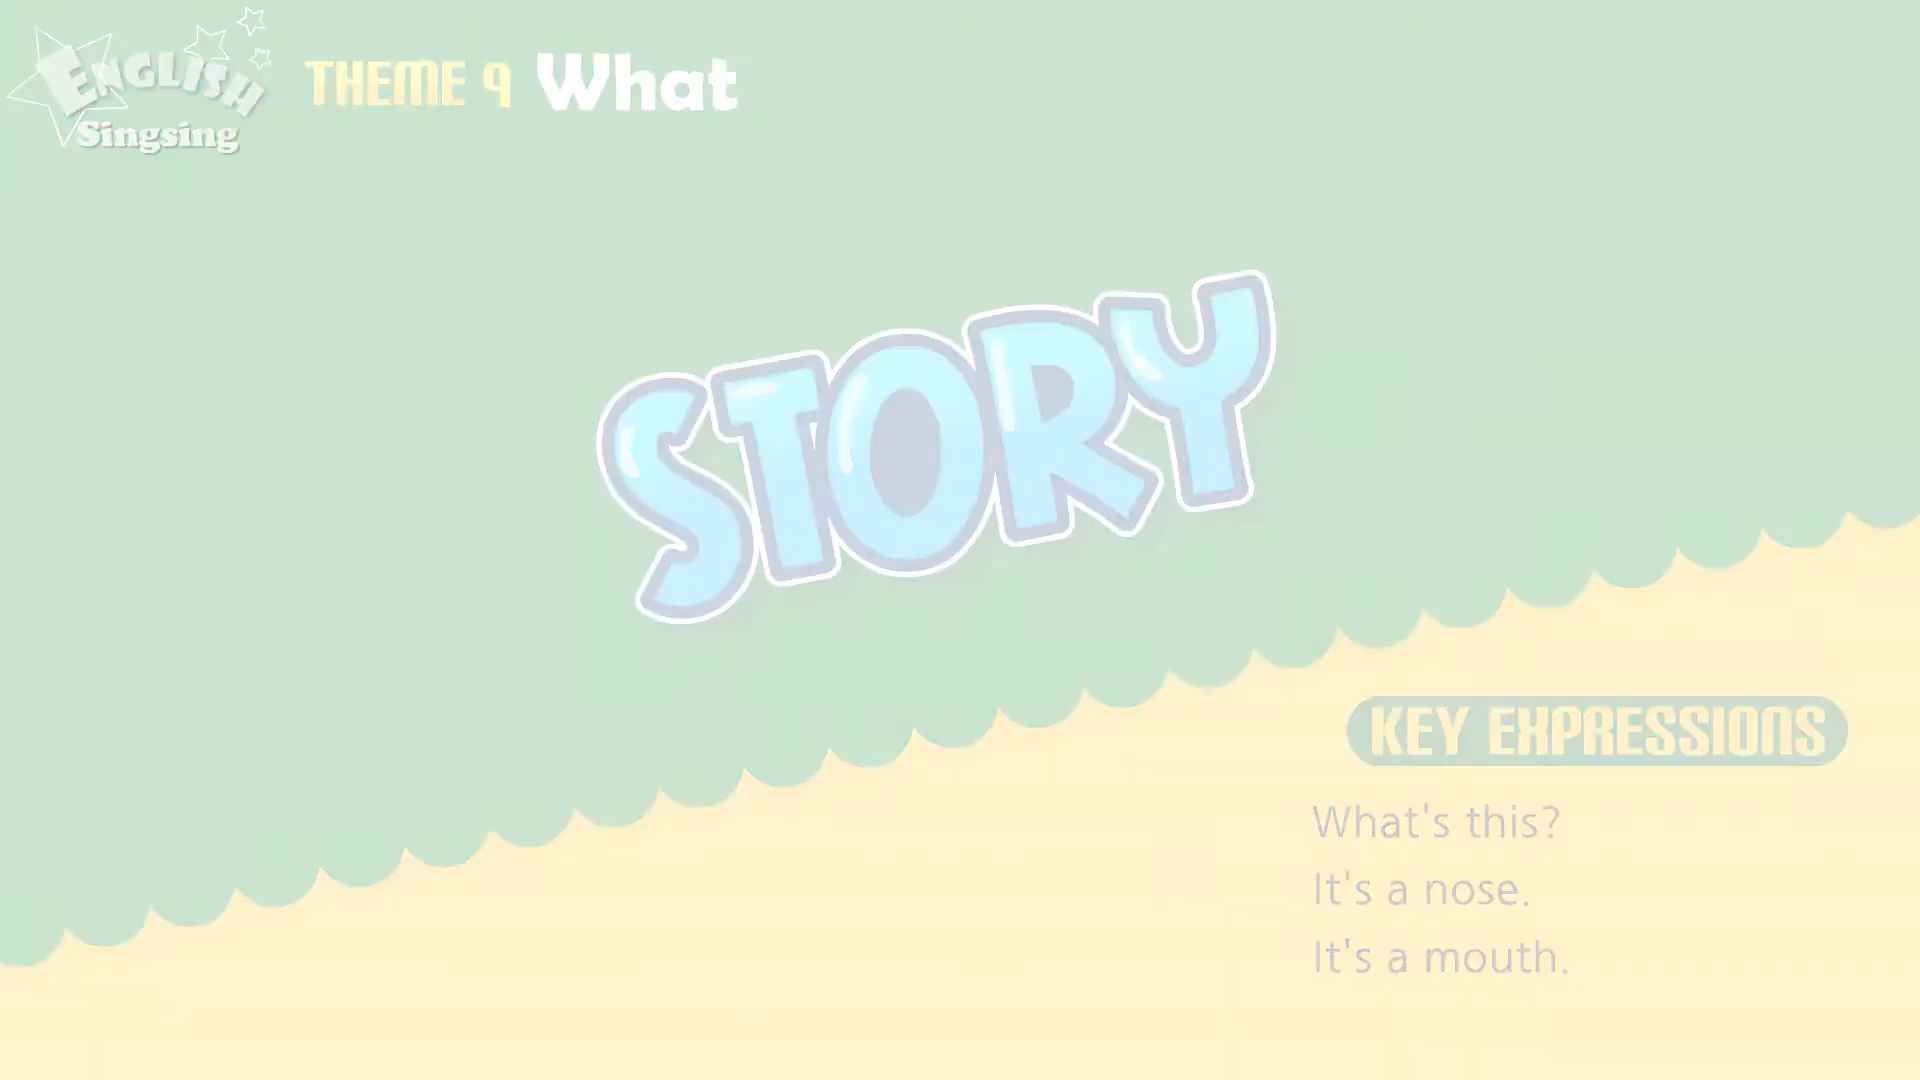 ENGLISH
Singsing
THEME 9 What
STORY
KEY EXPRESSIONS
What's this?
It's a nose.
It's a mouth.